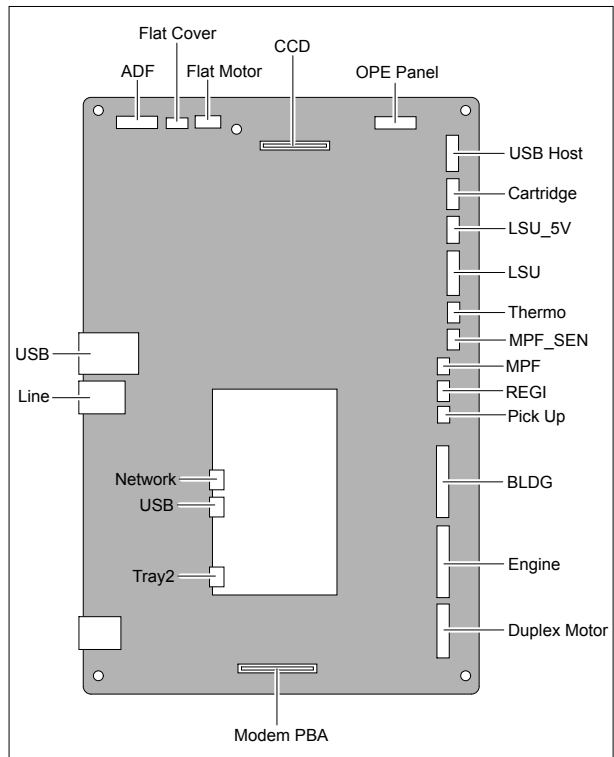 Flat Cover
CCD
ADF
Flat Motor
OPE Panel
USB Host
Cartridge
LSU_5V
LSU
Thermo
MPF_SEN
USB
MPF
Line
REGI
Pick Up
Network
BLDG
USB
Engine
Tray2
Duplex Motor
Modem PBA